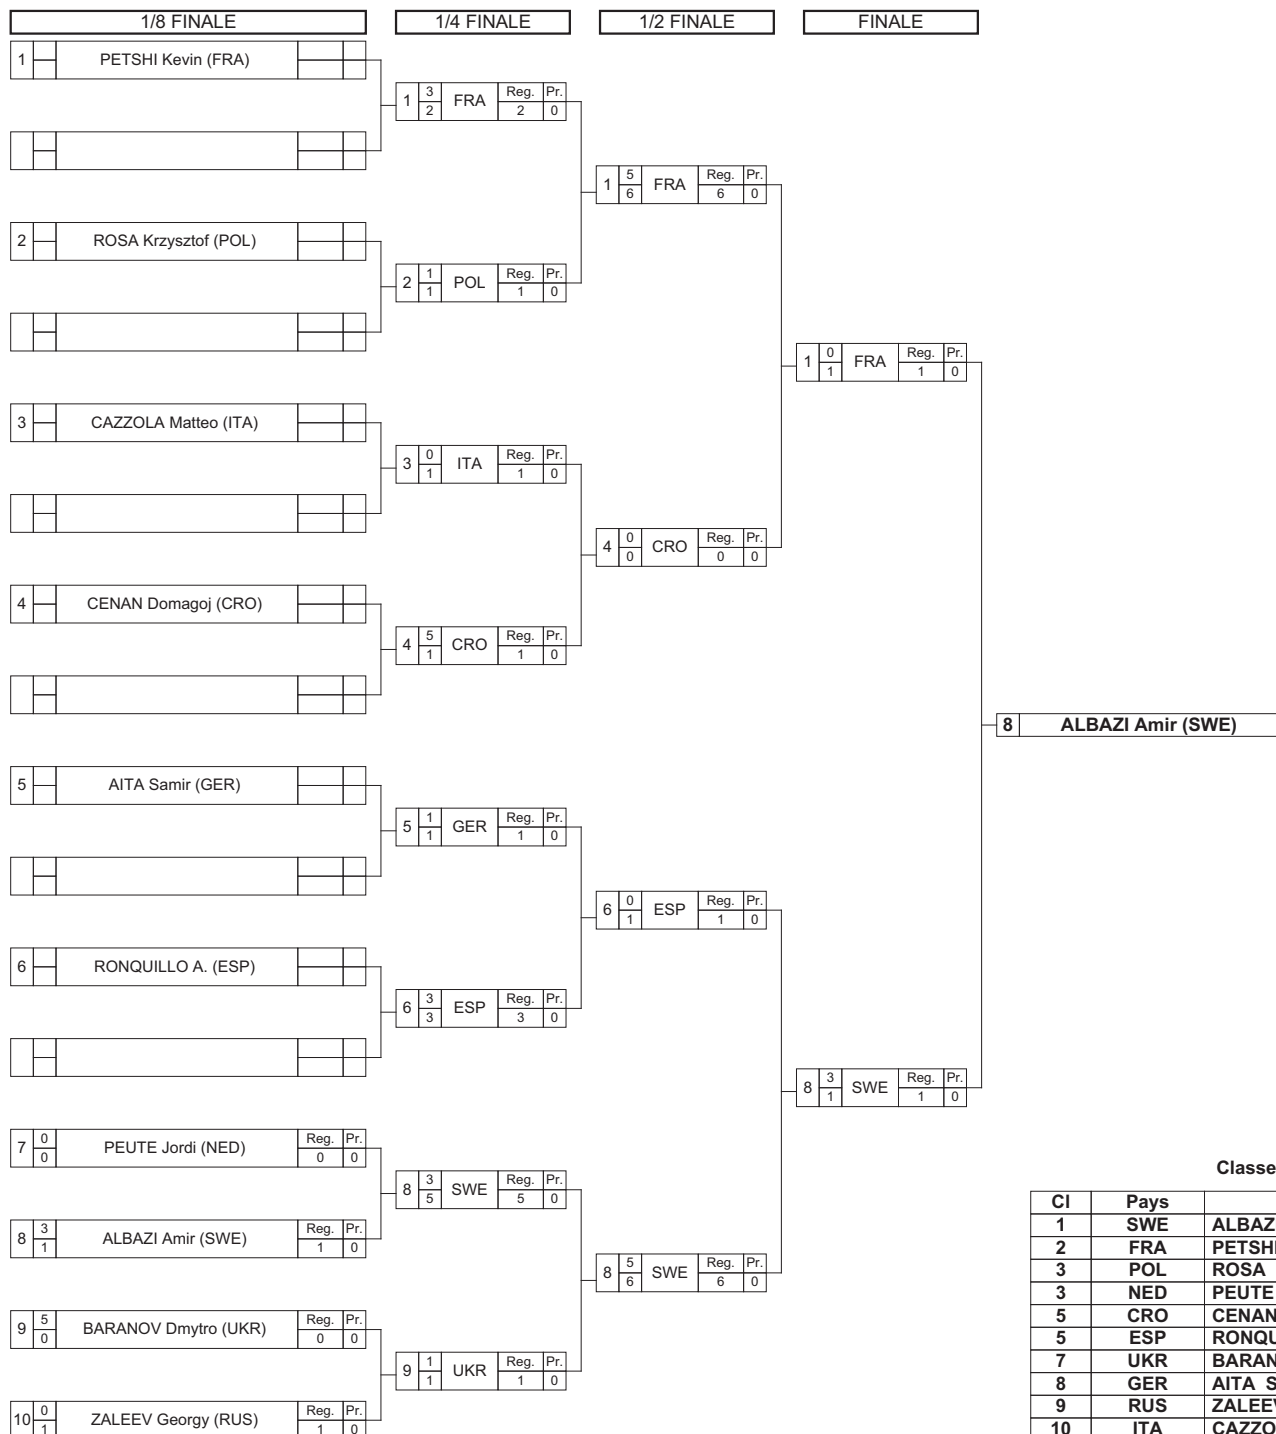 1/8 FINALE 1/4 FINALE 1/2 FINALE FINALE
1 PETSHI Kevin (FRA)
1 3 2 FRA Reg. Pr. 2 0
1 5 6 FRA Reg. Pr. 6 0
2 ROSA Krzysztof (POL)
2 1 1 POL Reg. Pr. 1 0
1 0 1 FRA Reg. Pr. 1 0
3 CAZZOLA Matteo (ITA)
3 0 1 ITA Reg. Pr. 1 0
4 0 0 CRO Reg. Pr. 0 0
4 CENAN Domagoj (CRO)
4 5 1 CRO Reg. Pr. 1 0
8 ALBAZI Amir (SWE)
5 AITA Samir (GER)
5 1 1 GER Reg. Pr. 1 0
6 0 1 ESP Reg. Pr. 1 0
6 RONQUILLO A. (ESP)
6 3 3 ESP Reg. Pr. 3 0
8 3 1 SWE Reg. Pr. 1 0
7 0 0 PEUTE Jordi (NED) Reg. Pr. 0 0
8 3 5 SWE Reg. Pr. 5 0
8 3 1 ALBAZI Amir (SWE) Reg. Pr. 1 0
8 5 6 SWE Reg. Pr. 6 0
9 5 0 BARANOV Dmytro (UKR) Reg. Pr. 0 0
9 1 1 UKR Reg. Pr. 1 0
10 0 1 ZALEEV Georgy (RUS) Reg. Pr. 1 0
Classe
Cl Pays
1 SWE ALBAZ
2 FRA PETSH
3 POL ROSA
3 NED PEUTE
5 CRO CENAN
5 ESP RONQU
7 UKR BARAN
8 GER AITA S
9 RUS ZALEE
10 ITA CAZZO